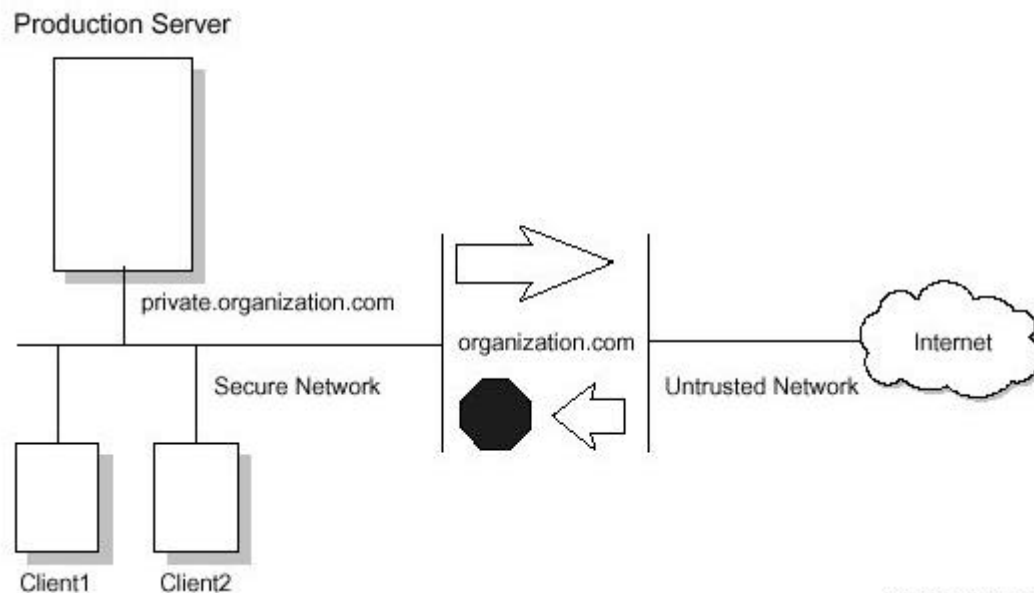 Production Server
private.organization.com
organization.com
Internet
Secure Network
Untrusted Network
Client1
Client2